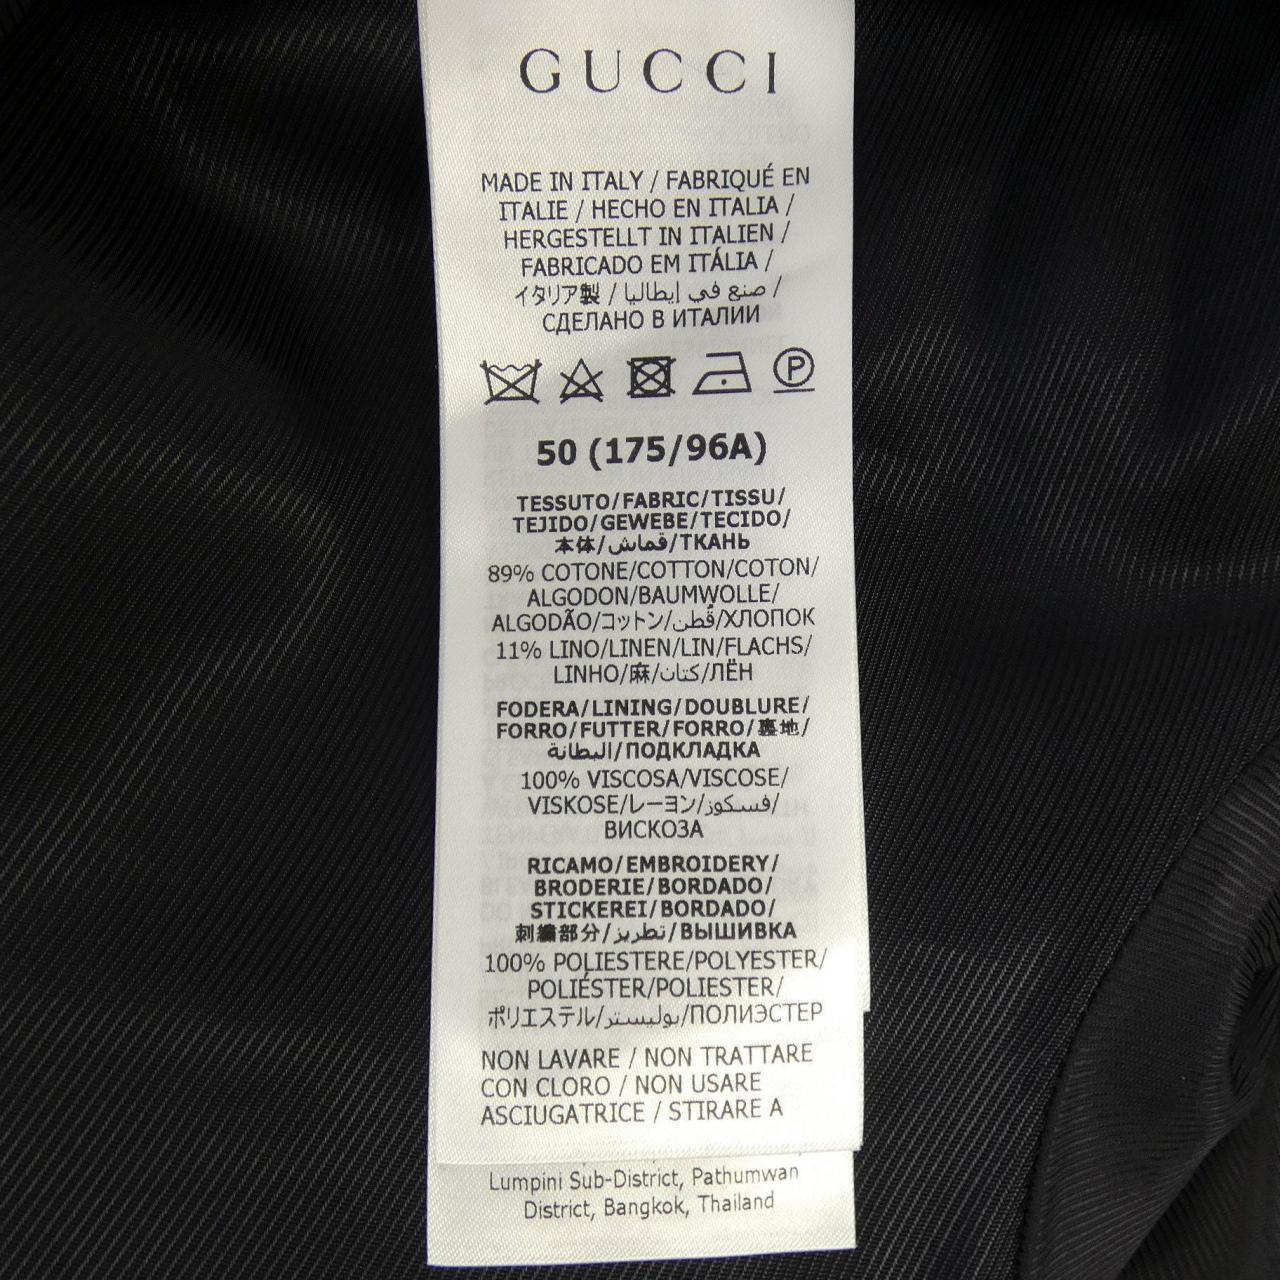 GUCCI
MADE IN ITALY / FABRIQUÉ EN
ITALIE / HECHO EN ITALIA /
HERGESTELLT IN ITALIEN /
FABRICADO EM ITÁLIA /
イタリア製 / صنع في إيطاليا /
СДЕЛАНО В ИТАЛИИ
P
50 (175/96A)
TESSUTO/FABRIC/TISSU/
TEJIDO/GEWEBE/TECIDO/
本体/قماش/ТКАНЬ
89% COTONE/COTTON/COTON/
ALGODON/BAUMWOLLE/
ALGODÃO/コットン/قُطن/ХЛОПОК
11% LINO/LINEN/LIN/FLACHS/
LINHO/麻/كتان/ЛЁН
FODERA/LINING/DOUBLURE/
FORRO/FUTTER/FORRO/裏地/
البطانة/ПОДКЛАДКА
100% VISCOSA/VISCOSE/
VISKOSE/レーヨン/فسكوز/
ВИСКОЗА
RICAMO/EMBROIDERY/
BRODERIE/BORDADO/
STICKEREI/BORDADO/
刺繍部分/تطريز/ВЫШИВКА
100% POLIESTERE/POLYESTER/
POLIÉSTER/POLIESTER/
ポリエステル/بوليستر/ПОЛИЭСТЕР
NON LAVARE / NON TRATTARE
CON CLORO / NON USARE
ASCIUGATRICE / STIRARE A
Lumpini Sub-District, Pathumwan
District, Bangkok, Thailand